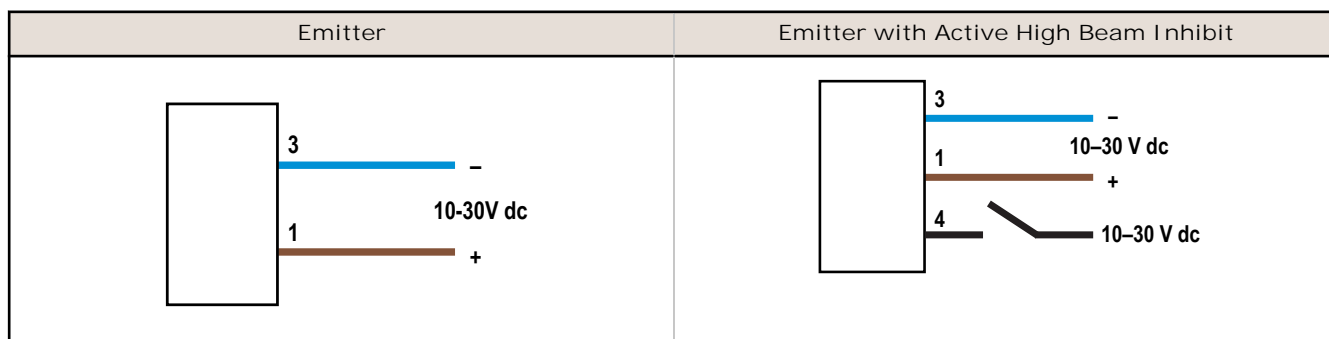 Emitter
Emitter with Active High Beam Inhibit
3
–
10-30V dc
1
+
3
–
10–30 V dc
1
+
4
10–30 V dc